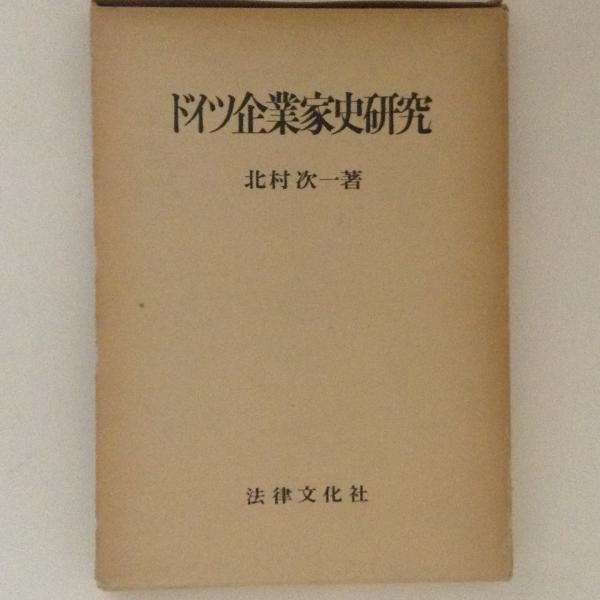 ドイツ企業家史研究
北村次一著
法律文化社